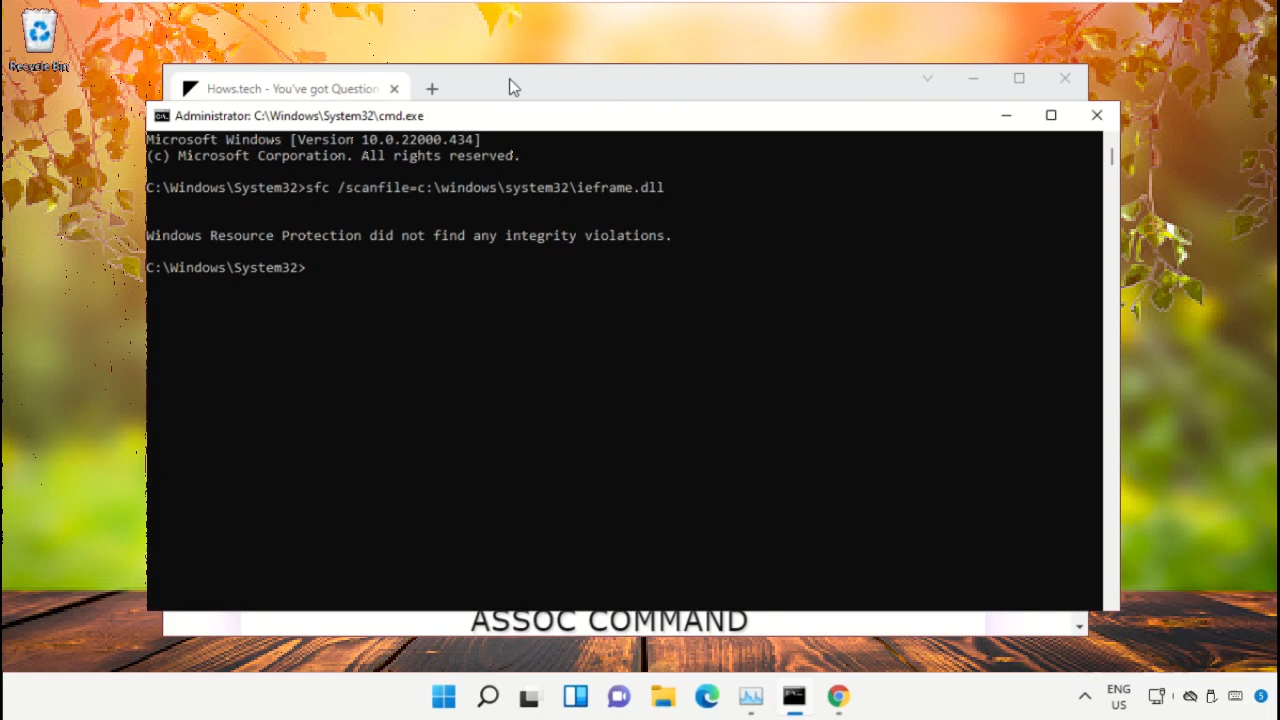 Recycle Bin
Hows.tech - You've got Question
Administrator: C:\Windows\System32\cmd.exe
Microsoft Windows [Version 10.0.22000.434]
(c) Microsoft Corporation. All rights reserved.
C:\Windows\System32>sfc /scanfile=c:\windows\system32\ieframe.dll
Windows Resource Protection did not find any integrity violations.
C:\Windows\System32>
ASSOC COMMAND
ENG
US
5